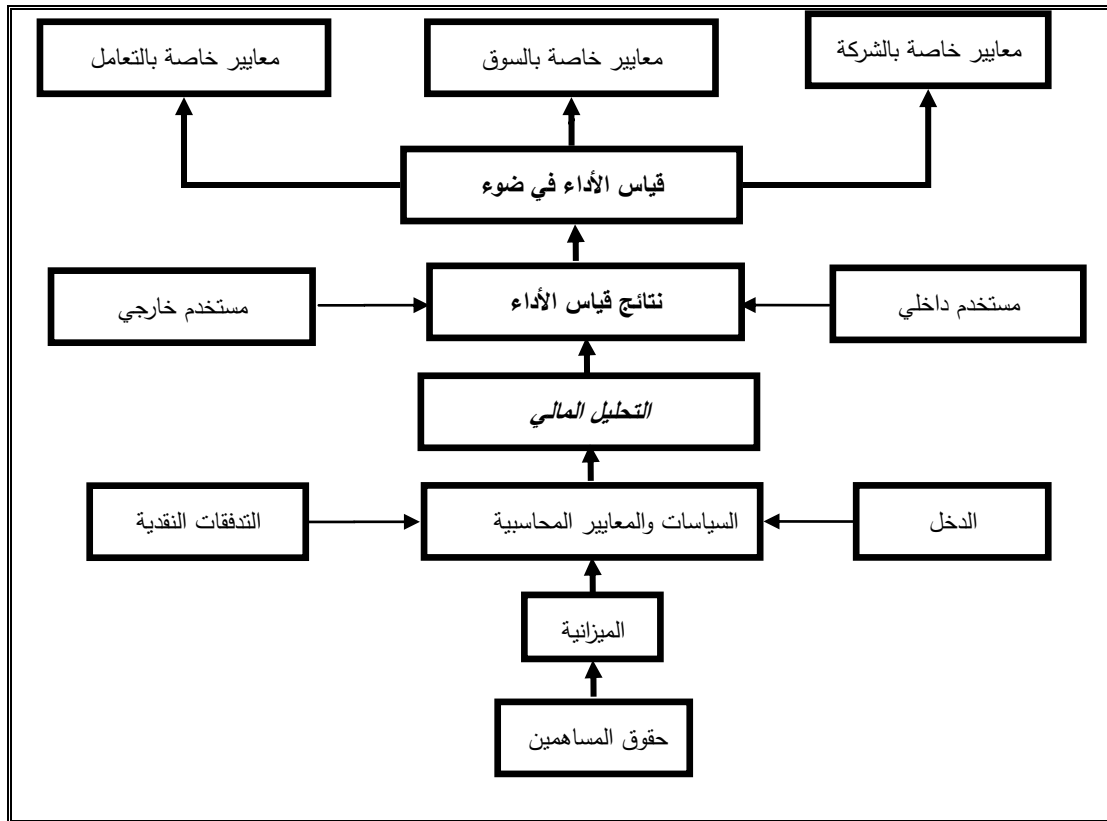 معايير خاصة بالشركة
معايير خاصة بالسوق
معايير خاصة بالتعامل
قياس الأداء في ضوء
مستخدم داخلي
نتائج قياس الأداء
مستخدم خارجي
التحليل المالي
الدخل
السياسات والمعايير المحاسبية
التدفقات النقدية
الميزانية
حقوق المساهمين